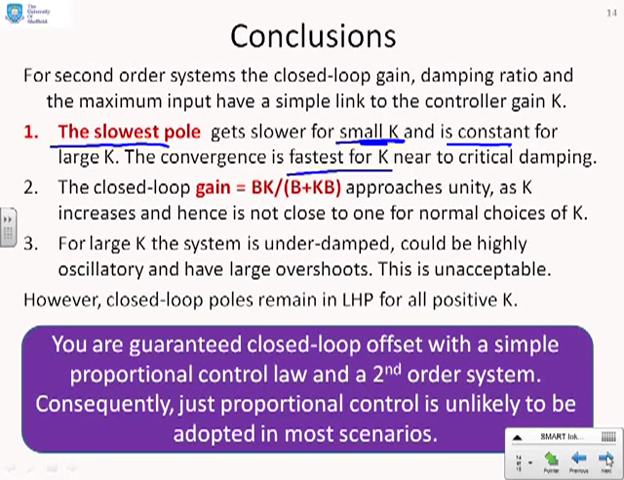 The University Of Sheffield
14
Conclusions
For second order systems the closed-loop gain, damping ratio and
the maximum input have a simple link to the controller gain K.
1. The slowest pole gets slower for small K and is constant for
large K. The convergence is fastest for K near to critical damping.
2. The closed-loop gain = BK/(B+KB) approaches unity, as K
increases and hence is not close to one for normal choices of K.
3. For large K the system is under-damped, could be highly
oscillatory and have large overshoots. This is unacceptable.
However, closed-loop poles remain in LHP for all positive K.
You are guaranteed closed-loop offset with a simple
proportional control law and a 2nd order system.
Consequently, just proportional control is unlikely to be
adopted in most scenarios.
SMART Ink...
Pointer Previous Next